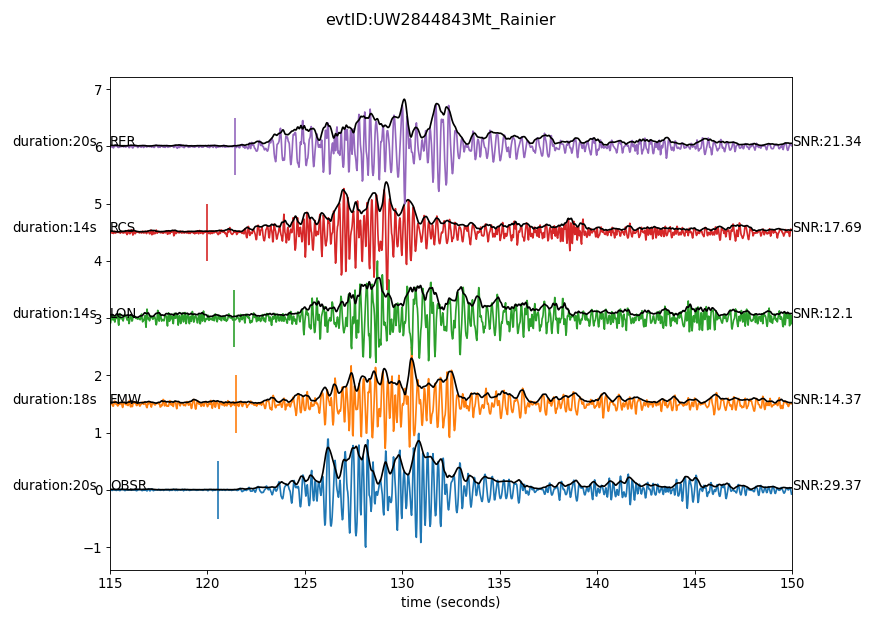 evtID:UW2844843Mt_Rainier
7
duration:20s RER SNR:21.34
6
5
duration:14s RCS SNR:17.69
4
duration:14s LON SNR:12.1
3
2
duration:18s FMW SNR:14.37
1
duration:20s OBSR SNR:29.37
0
−1
115 120 125 130 135 140 145 150
time (seconds)